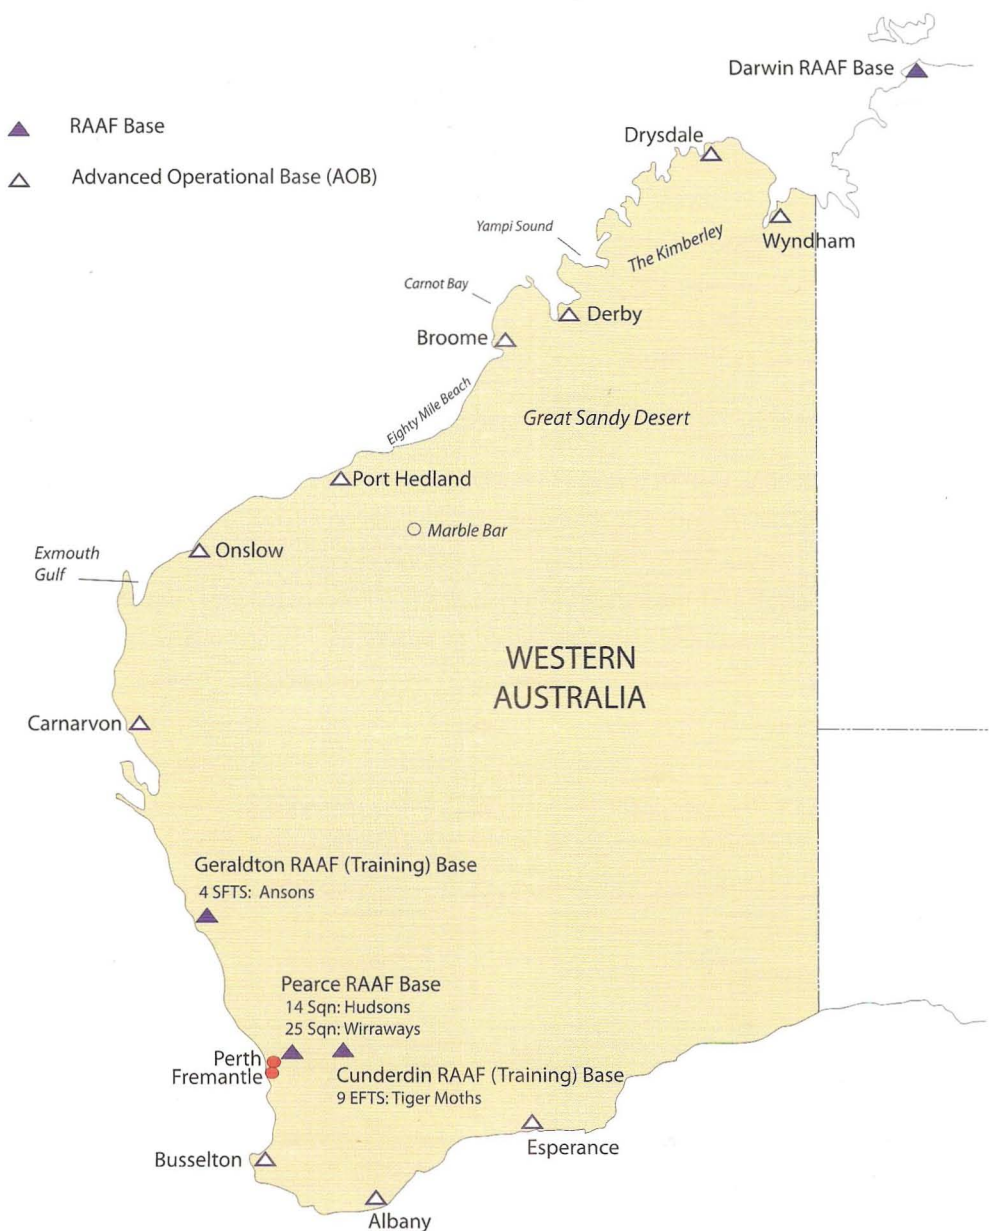 Darwin RAAF Base
RAAF Base
Advanced Operational Base (AOB)
Drysdale
Yampi Sound
The Kimberley
Wyndham
Carnot Bay
Derby
Broome
Eighty Mile Beach
Great Sandy Desert
Port Hedland
Marble Bar
Onslow
Exmouth
Gulf
WESTERN
AUSTRALIA
Carnarvon
Geraldton RAAF (Training) Base
4 SFTS: Ansons
Pearce RAAF Base
14 Sqn: Hudsons
25 Sqn: Wirraways
Perth
Fremantle
Cunderdin RAAF (Training) Base
9 EFTS: Tiger Moths
Esperance
Busselton
Albany